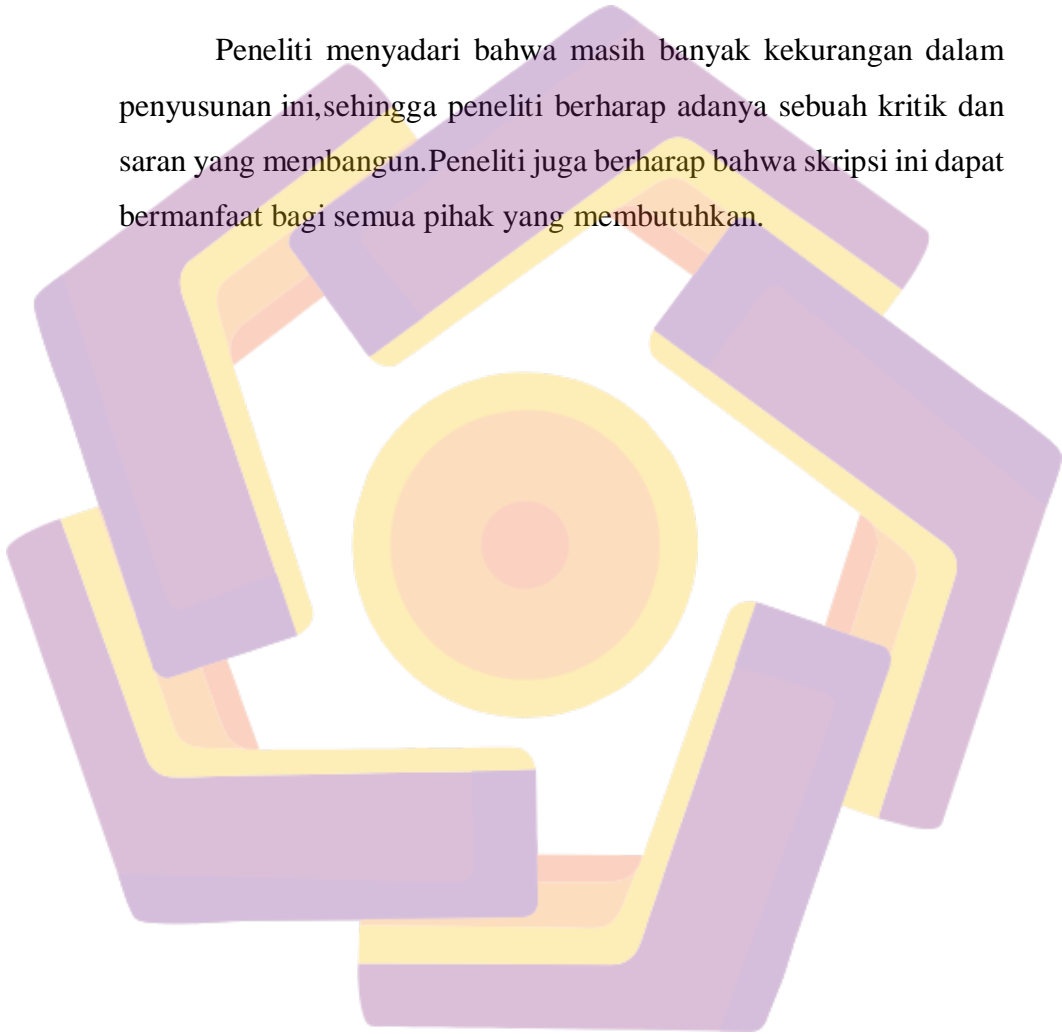 Peneliti menyadari bahwa masih banyak kekurangan dalam
penyusunan ini,sehingga peneliti berharap adanya sebuah kritik dan
saran yang membangun.Peneliti juga berharap bahwa skripsi ini dapat
bermanfaat bagi semua pihak yang membutuhkan.